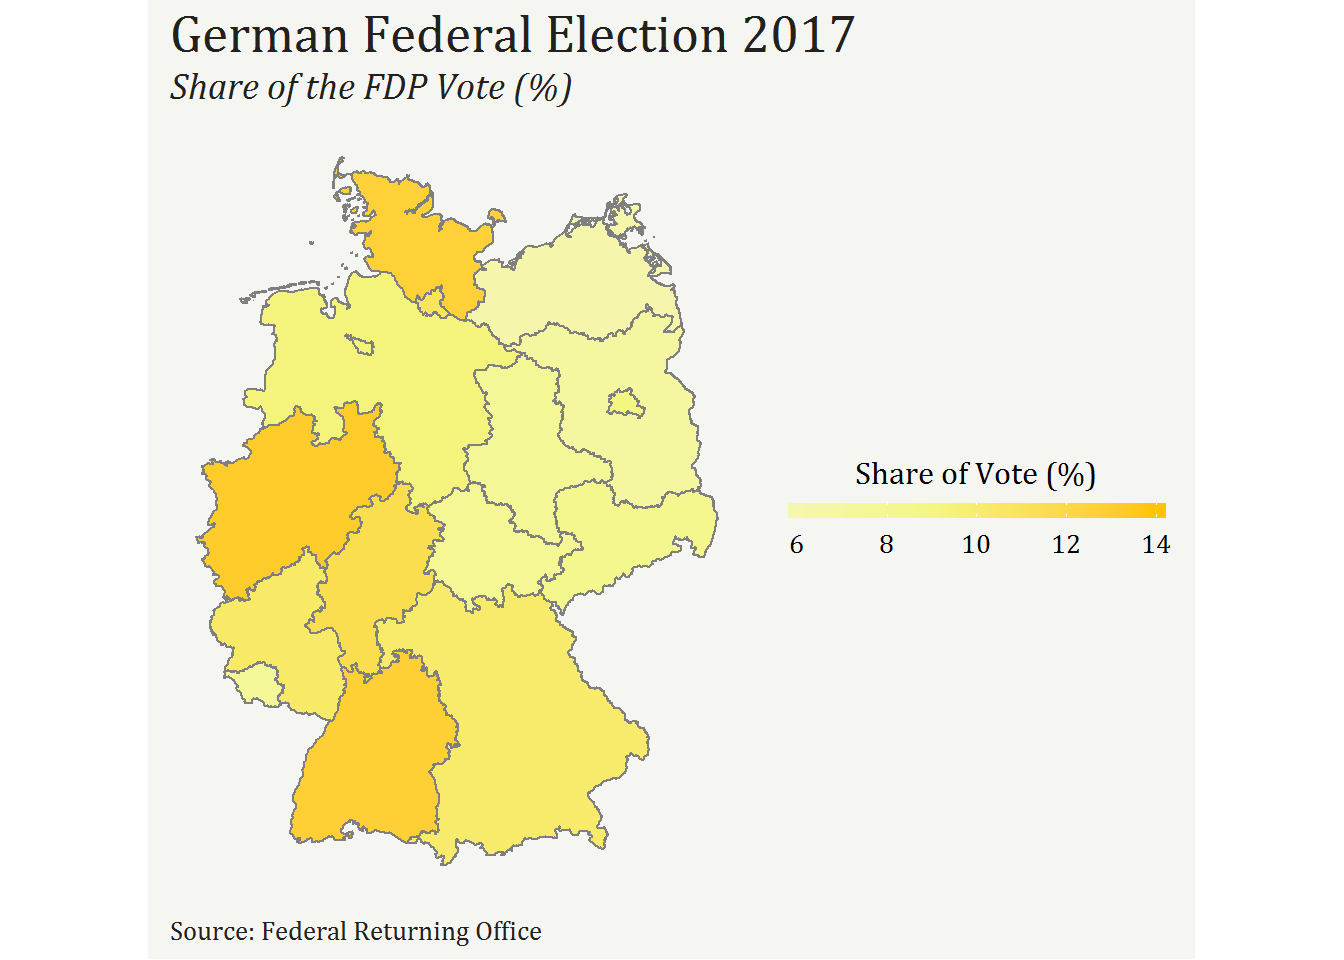 German Federal Election 2017
Share of the FDP Vote (%)
Share of Vote (%)
6 8 10 12 14
Source: Federal Returning Office